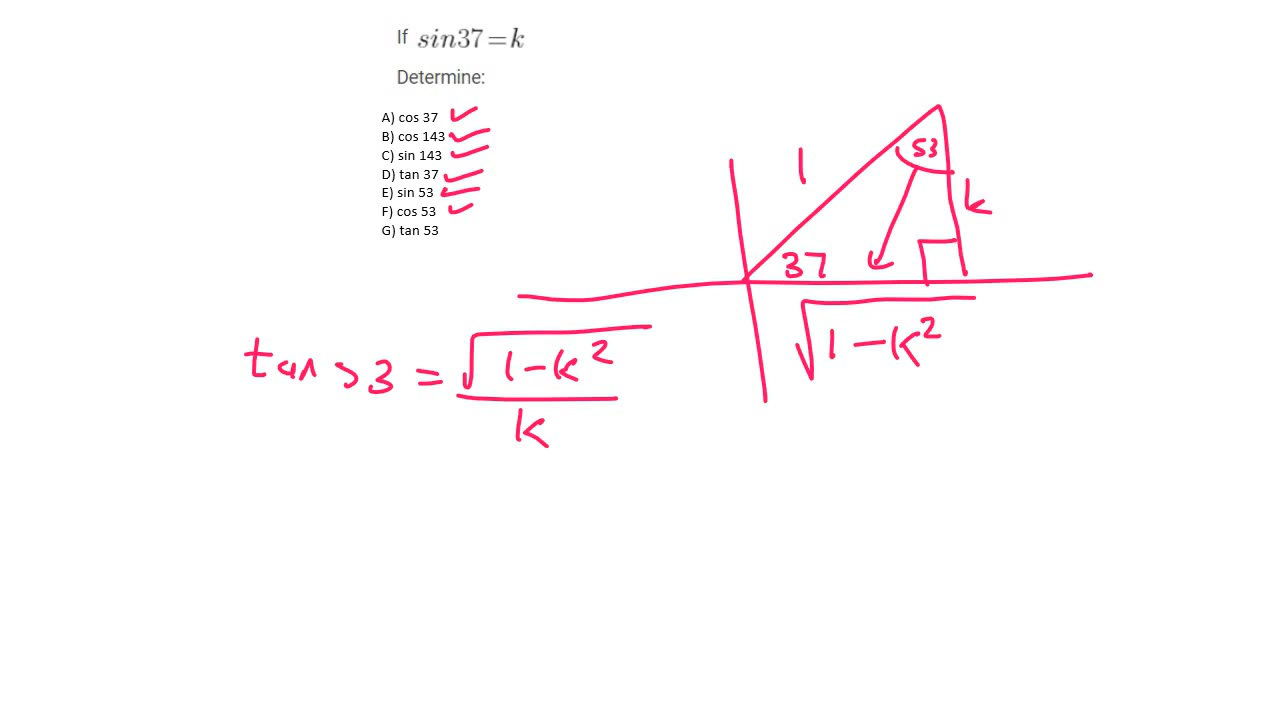 If sin37=k
Determine:
A) cos 37
B) cos 143
C) sin 143
D) tan 37
E) sin 53
F) cos 53
G) tan 53
1
53
k
37
√1-k²
tan 53 = √1-k²
k